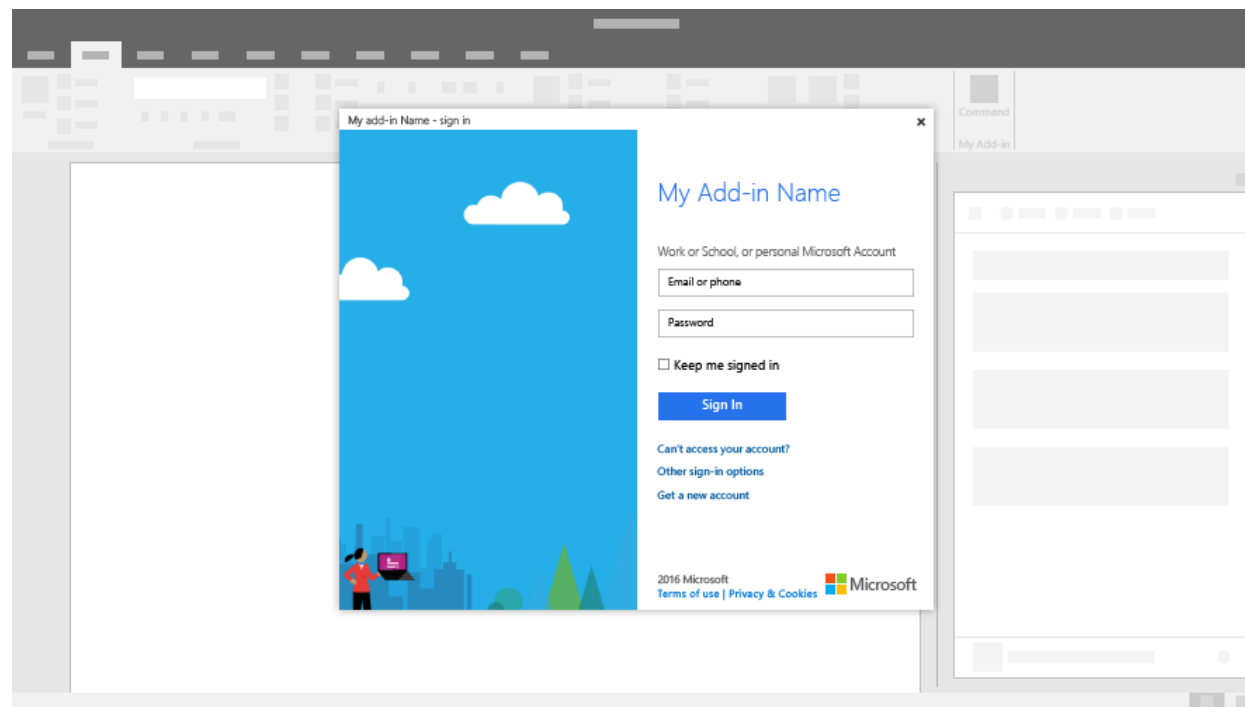 My add-in Name - sign in
Command
My Add-in
My Add-in Name
Work or School, or personal Microsoft Account
Email or phone
Password
Keep me signed in
Sign In
Can't access your account?
Other sign-in options
Get a new account
2016 Microsoft
Terms of use | Privacy & Cookies
Microsoft